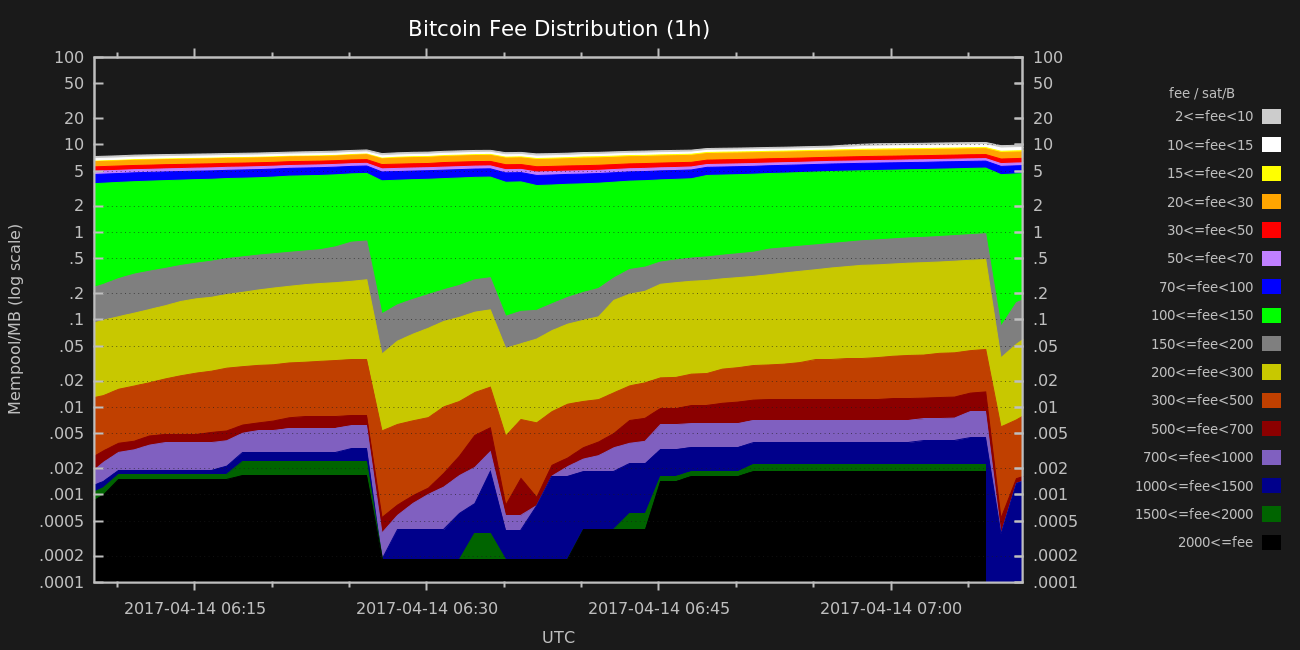 Bitcoin Fee Distribution (1h)
100 100
50 50
20 20
10 10
5 5
2 2
1 1
.5 .5
.2 .2
.1 .1
.05 .05
.02 .02
.01 .01
.005 .005
.002 .002
.001 .001
.0005 .0005
.0002 .0002
.0001 .0001
Mempool/MB (log scale)
2017-04-14 06:15 2017-04-14 06:30 2017-04-14 06:45 2017-04-14 07:00
UTC
fee / sat/B
2<=fee<10
10<=fee<15
15<=fee<20
20<=fee<30
30<=fee<50
50<=fee<70
70<=fee<100
100<=fee<150
150<=fee<200
200<=fee<300
300<=fee<500
500<=fee<700
700<=fee<1000
1000<=fee<1500
1500<=fee<2000
2000<=fee